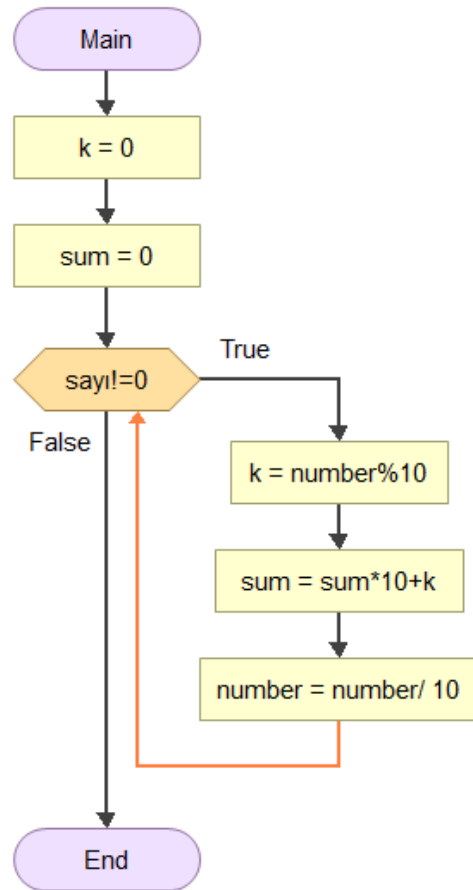 Main
k = 0
sum = 0
sayı!=0
True
False
k = number%10
sum = sum*10+k
number = number/ 10
End